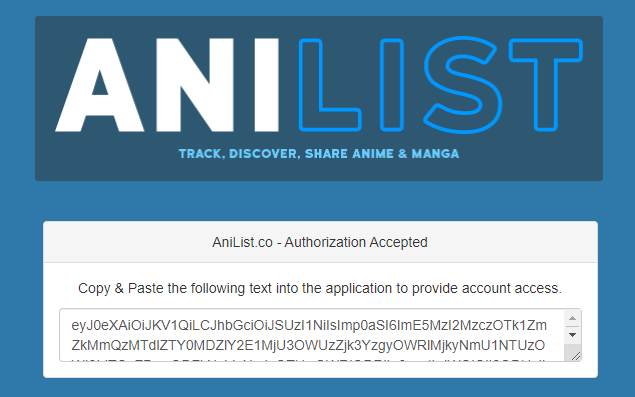 ANILIST
TRACK, DISCOVER, SHARE ANIME & MANGA
AniList.co - Authorization Accepted
Copy & Paste the following text into the application to provide account access.
eyJ0eXAiOiJKV1QiLCJhbGciOiJSUzI1NiIsImp0aSI6ImE5MzI2MzczOTk1Zm
ZkMmQzMTdlZTY0MDZlY2E1MjU3OWUzZjk3YzgyOWRlMjkyNmU1NTUzO